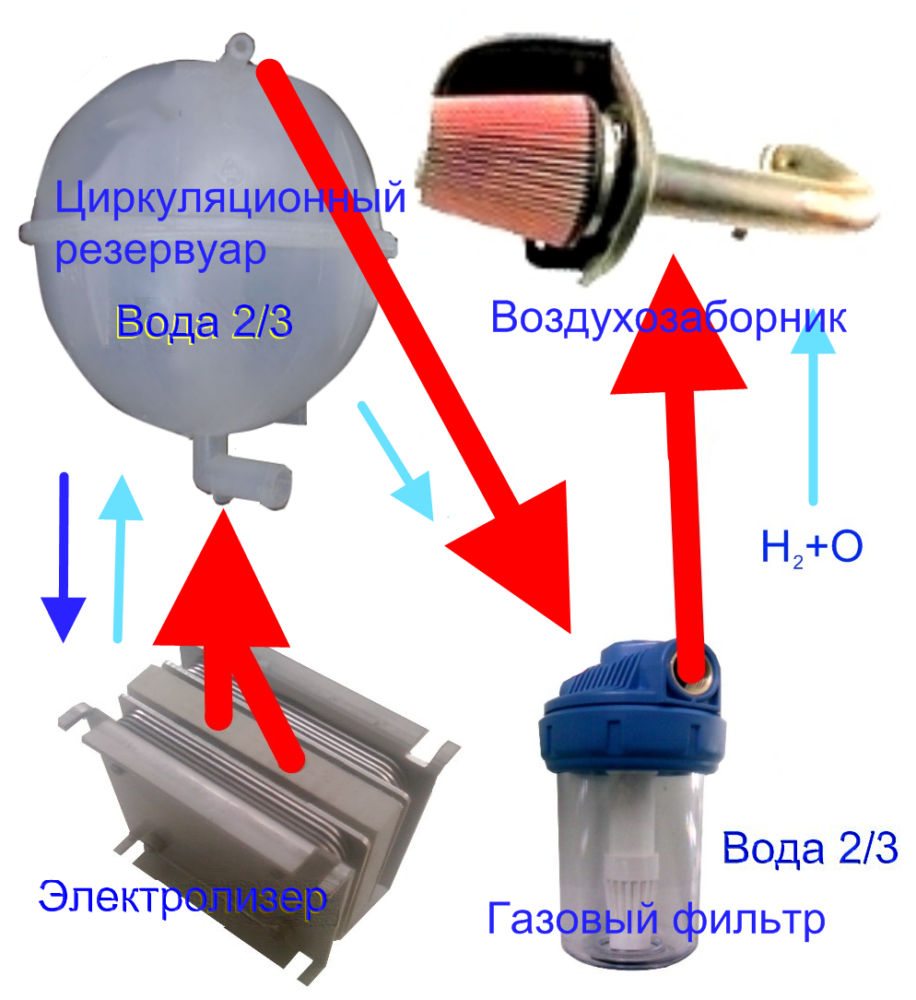 Циркуляционный
резервуар
Вода 2/3
Воздухозаборник
H₂+O
Вода 2/3
Электролизер
Газовый фильтр